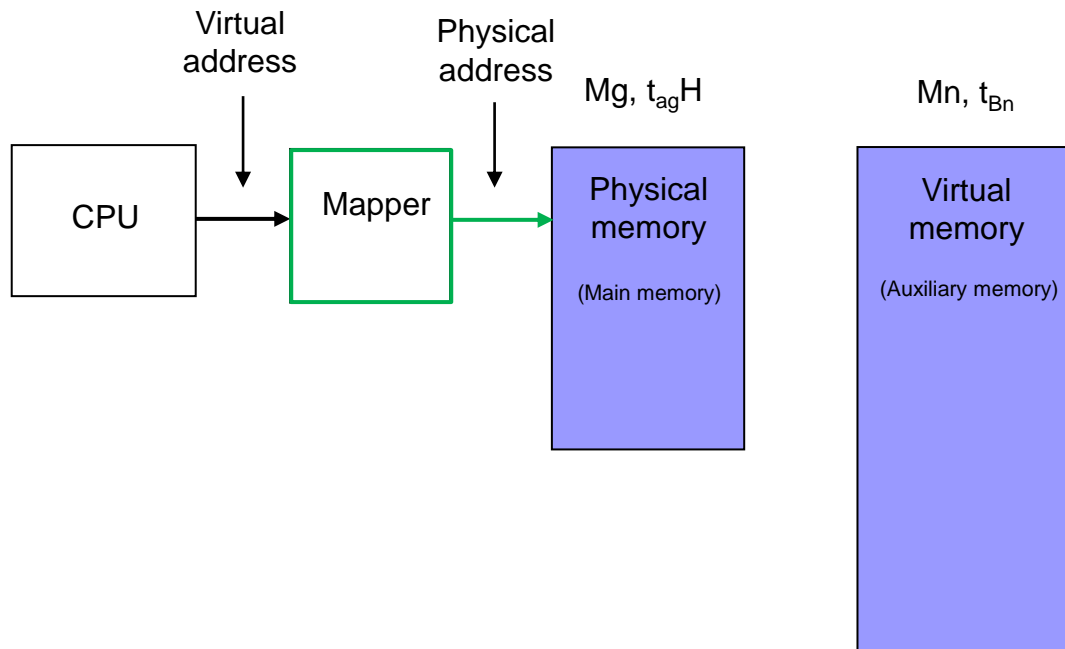 Virtual
address
Physical
address
Mg, tagH
Mn, tBn
CPU
Mapper
Physical
memory
(Main memory)
Virtual
memory
(Auxiliary memory)